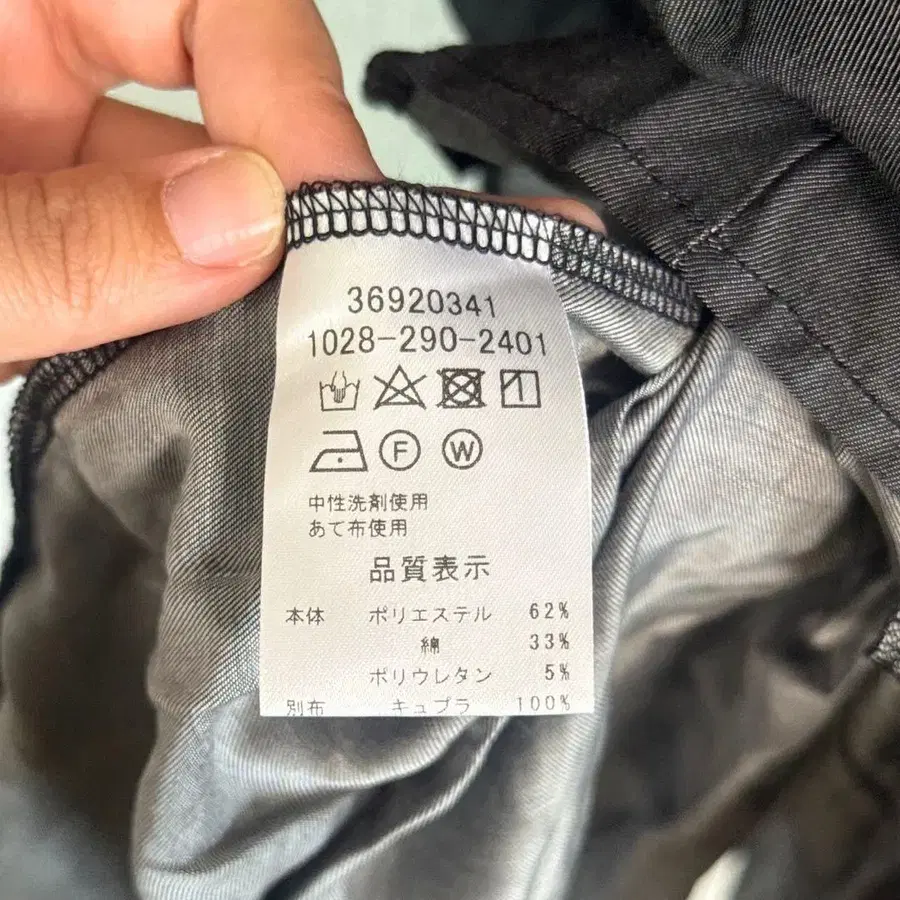 36920341
1028-290-2401
F W
中性洗剤使用
あて布使用
品質表示
本体 ポリエステル 62%
綿 33%
ポリウレタン 5%
別布 キュプラ 100%